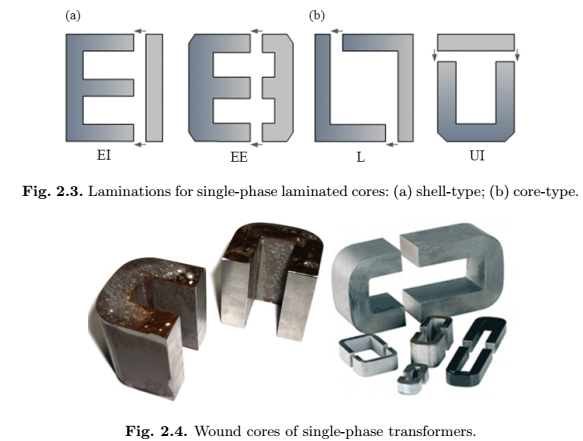 (a)
(b)
EI
EE
L
UI
Fig. 2.3. Laminations for single-phase laminated cores: (a) shell-type; (b) core-type.
Fig. 2.4. Wound cores of single-phase transformers.